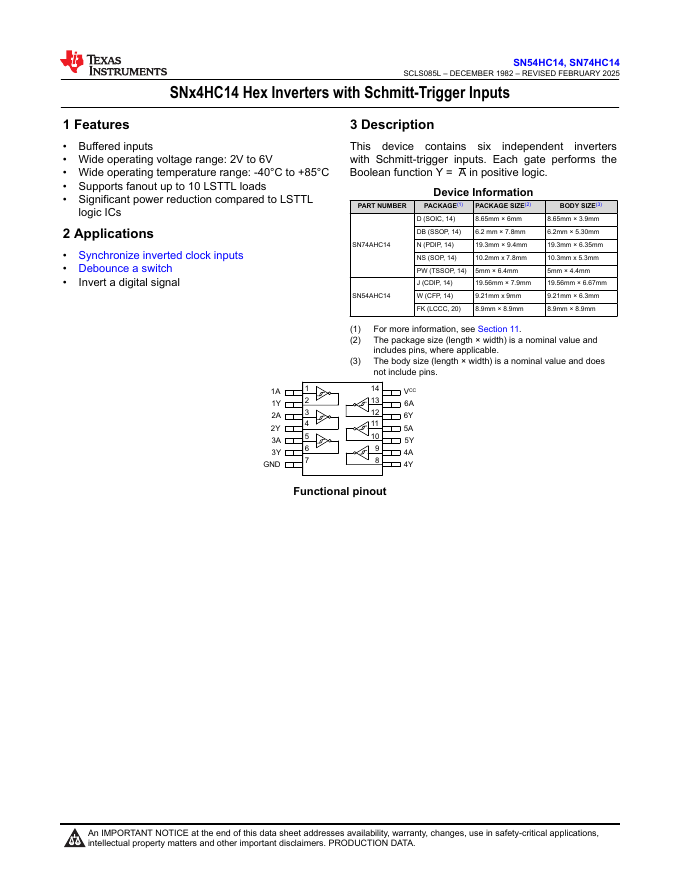 TEXAS
INSTRUMENTS
SN54HC14, SN74HC14
SCLS085L – DECEMBER 1982 – REVISED FEBRUARY 2025
SNx4HC14 Hex Inverters with Schmitt-Trigger Inputs
1 Features
• Buffered inputs
• Wide operating voltage range: 2V to 6V
• Wide operating temperature range: -40°C to +85°C
• Supports fanout up to 10 LSTTL loads
• Significant power reduction compared to LSTTL
logic ICs
2 Applications
• Synchronize inverted clock inputs
• Debounce a switch
• Invert a digital signal
3 Description
This device contains six independent inverters
with Schmitt-trigger inputs. Each gate performs the
Boolean function Y = A̅ in positive logic.
Device Information
PART NUMBER PACKAGE(1) PACKAGE SIZE(2) BODY SIZE(3)
SN74AHC14
D (SOIC, 14) 8.65mm × 6mm 8.65mm × 3.9mm
DB (SSOP, 14) 6.2 mm × 7.8mm 6.2mm × 5.30mm
N (PDIP, 14) 19.3mm × 9.4mm 19.3mm × 6.35mm
NS (SOP, 14) 10.2mm x 7.8mm 10.3mm x 5.3mm
PW (TSSOP, 14) 5mm × 6.4mm 5mm × 4.4mm
SN54AHC14
J (CDIP, 14) 19.56mm × 7.9mm 19.56mm × 6.67mm
W (CFP, 14) 9.21mm x 9mm 9.21mm × 6.3mm
FK (LCCC, 20) 8.9mm × 8.9mm 8.9mm × 8.9mm
(1) For more information, see Section 11.
(2) The package size (length × width) is a nominal value and
includes pins, where applicable.
(3) The body size (length × width) is a nominal value and does
not include pins.
1A 1 14 VCC
1Y 2 13 6A
2A 3 12 6Y
2Y 4 11 5A
3A 5 10 5Y
3Y 6 9 4A
GND 7 8 4Y
Functional pinout
An IMPORTANT NOTICE at the end of this data sheet addresses availability, warranty, changes, use in safety-critical applications,
intellectual property matters and other important disclaimers. PRODUCTION DATA.